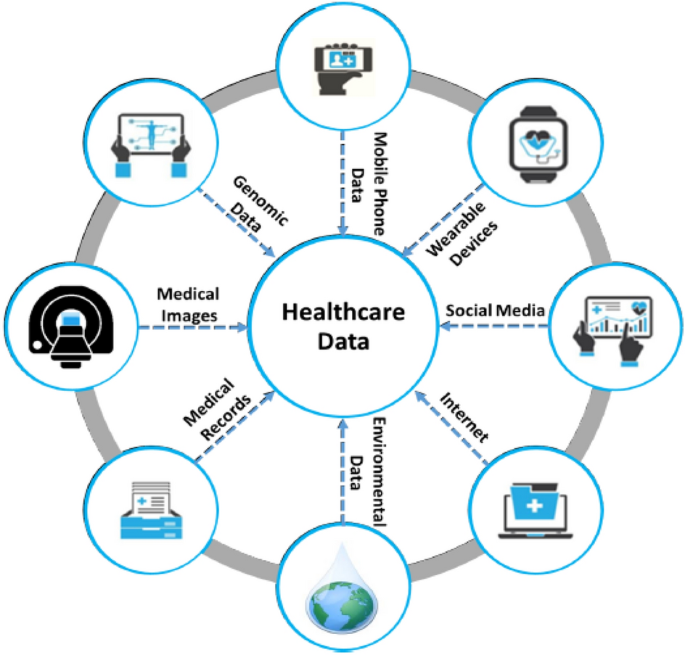 Mobile Phone
Data
Genomic
Data
Wearable
Devices
Medical
Images
Healthcare
Data
Social Media
Medical
Records
Environmental
Data
Internet